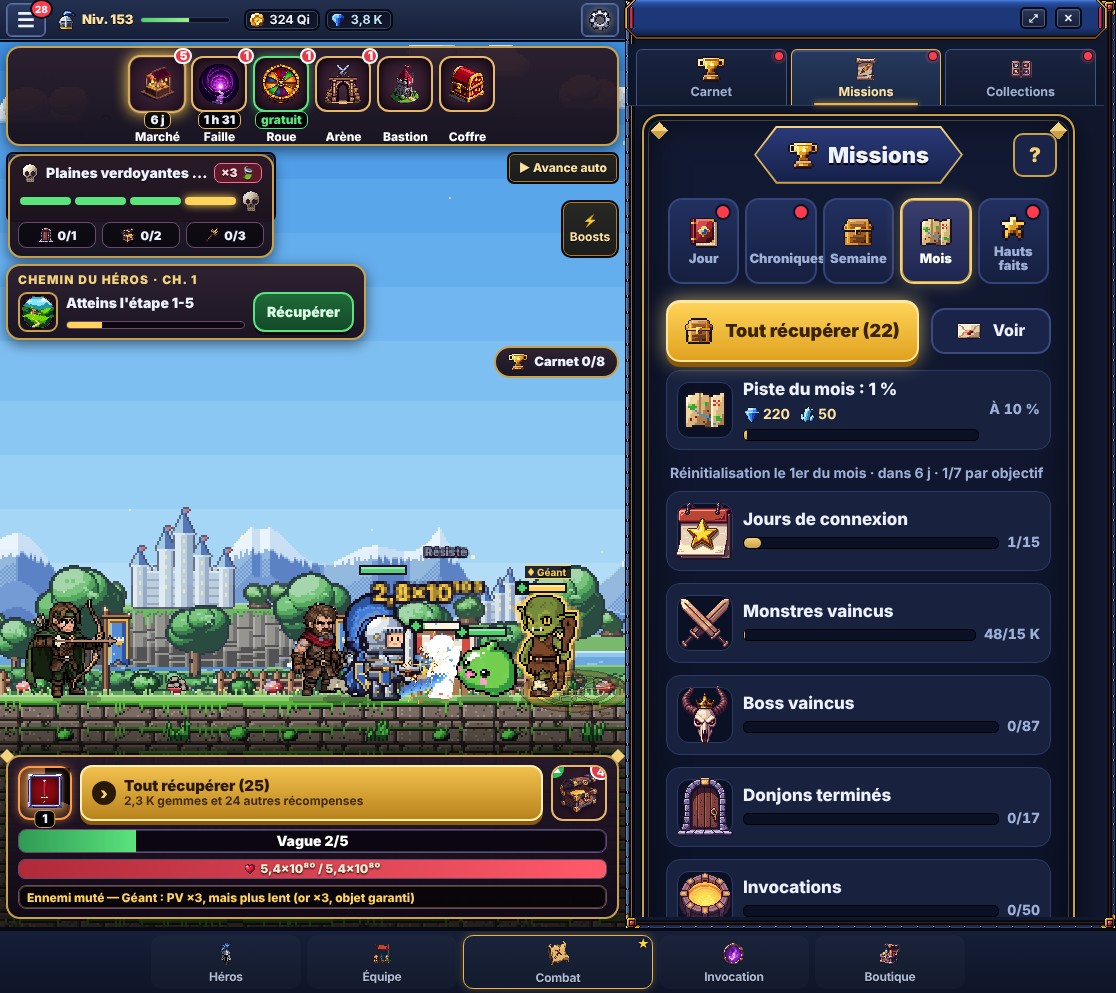 28
Niv. 153
324 Qi
3,8 K
5
1
1
1
6 j
1 h 31
gratuit
Marché
Faille
Roue
Arène
Bastion
Coffre
Plaines verdoyantes ...
×3
0/1
0/2
0/3
Avance auto
Boosts
CHEMIN DU HÉROS · CH. 1
Atteins l'étape 1-5
Récupérer
Carnet 0/8
Résiste
2,8×10¹⁰⁸
Géant
1
Tout récupérer (25)
2,3 K gemmes et 24 autres récompenses
4
Vague 2/5
5,4×10⁸⁰ / 5,4×10⁸⁰
Ennemi muté — Géant : PV ×3, mais plus lent (or ×3, objet garanti)
Carnet
Missions
Collections
Missions
?
Jour
Chroniques
Semaine
Mois
Hauts
faits
Tout récupérer (22)
Voir
Piste du mois : 1 %
220
50
À 10 %
Réinitialisation le 1er du mois · dans 6 j · 1/7 par objectif
Jours de connexion
1/15
Monstres vaincus
48/15 K
Boss vaincus
0/87
Donjons terminés
0/17
Invocations
0/50
Héros
Équipe
Combat
Invocation
Boutique